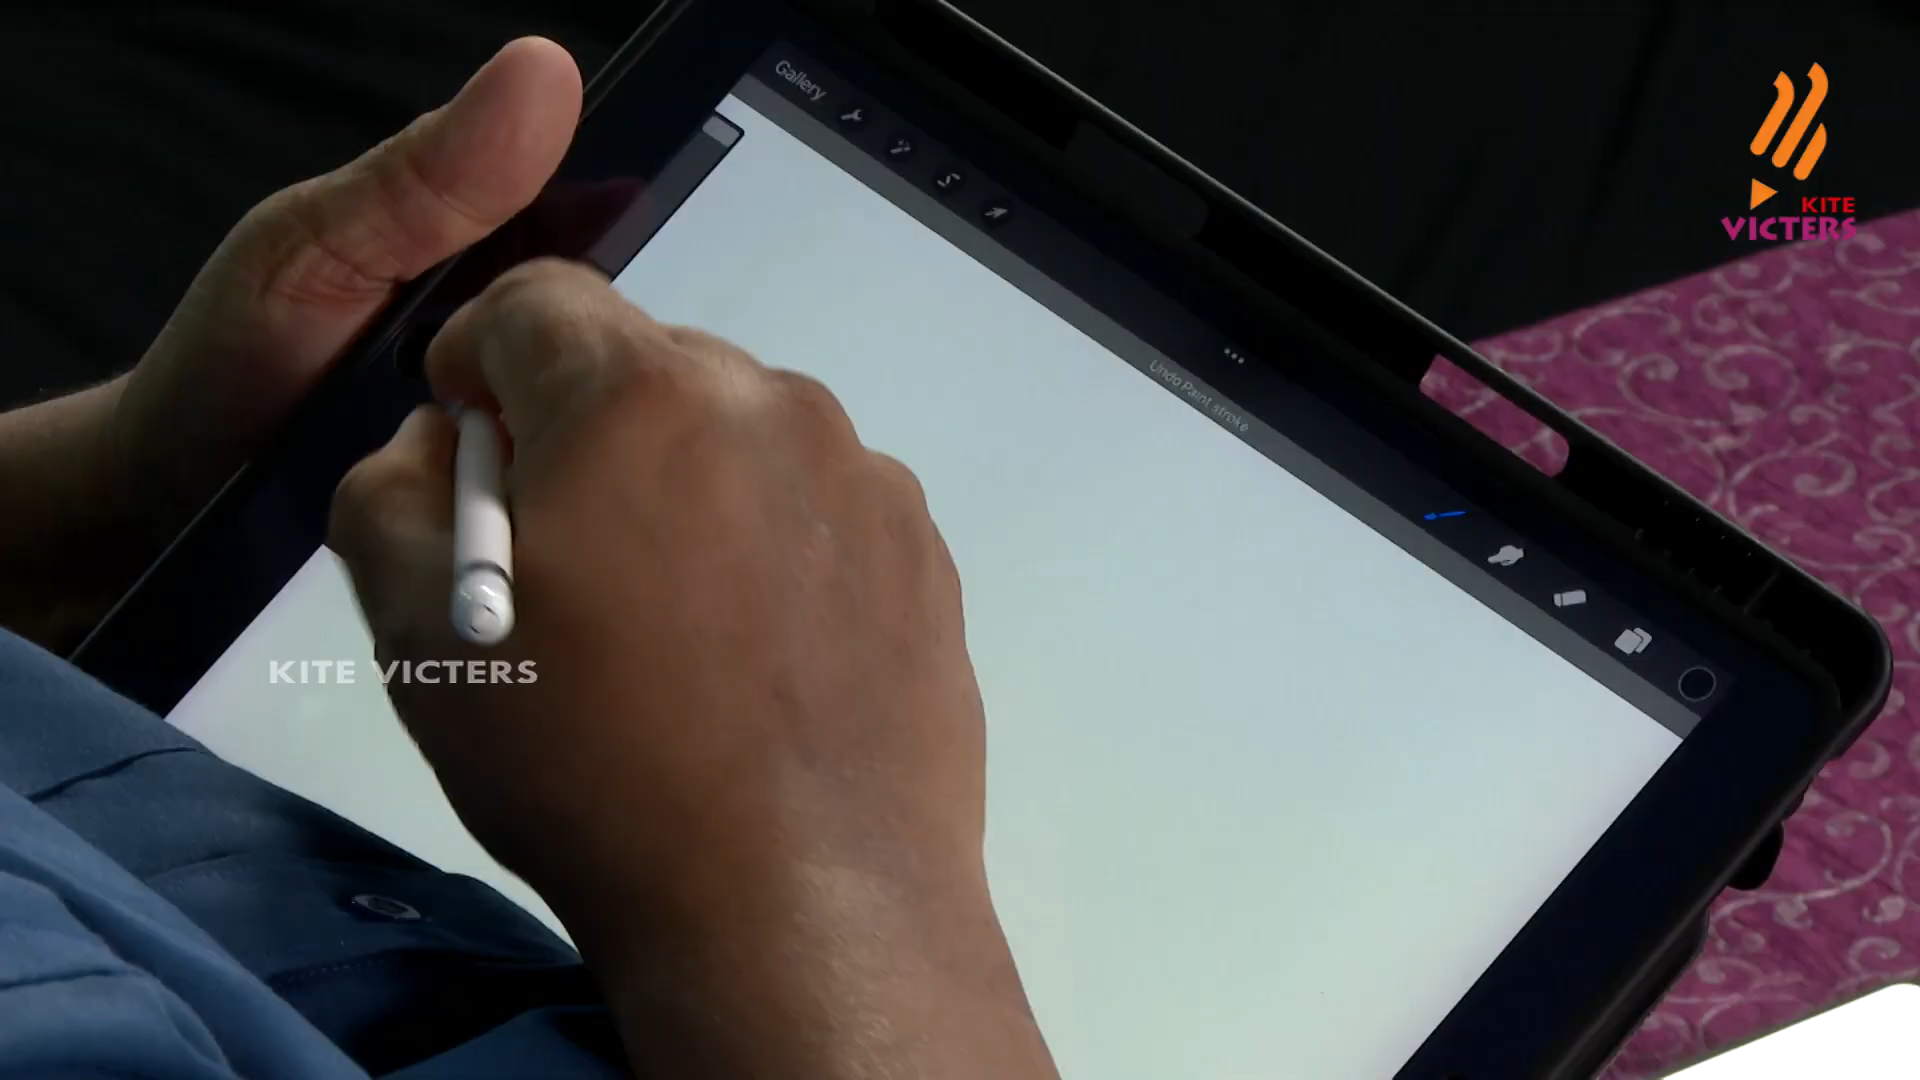 Gallery
KITE
VICTERS
Undo Paint stroke
KITE VICTERS